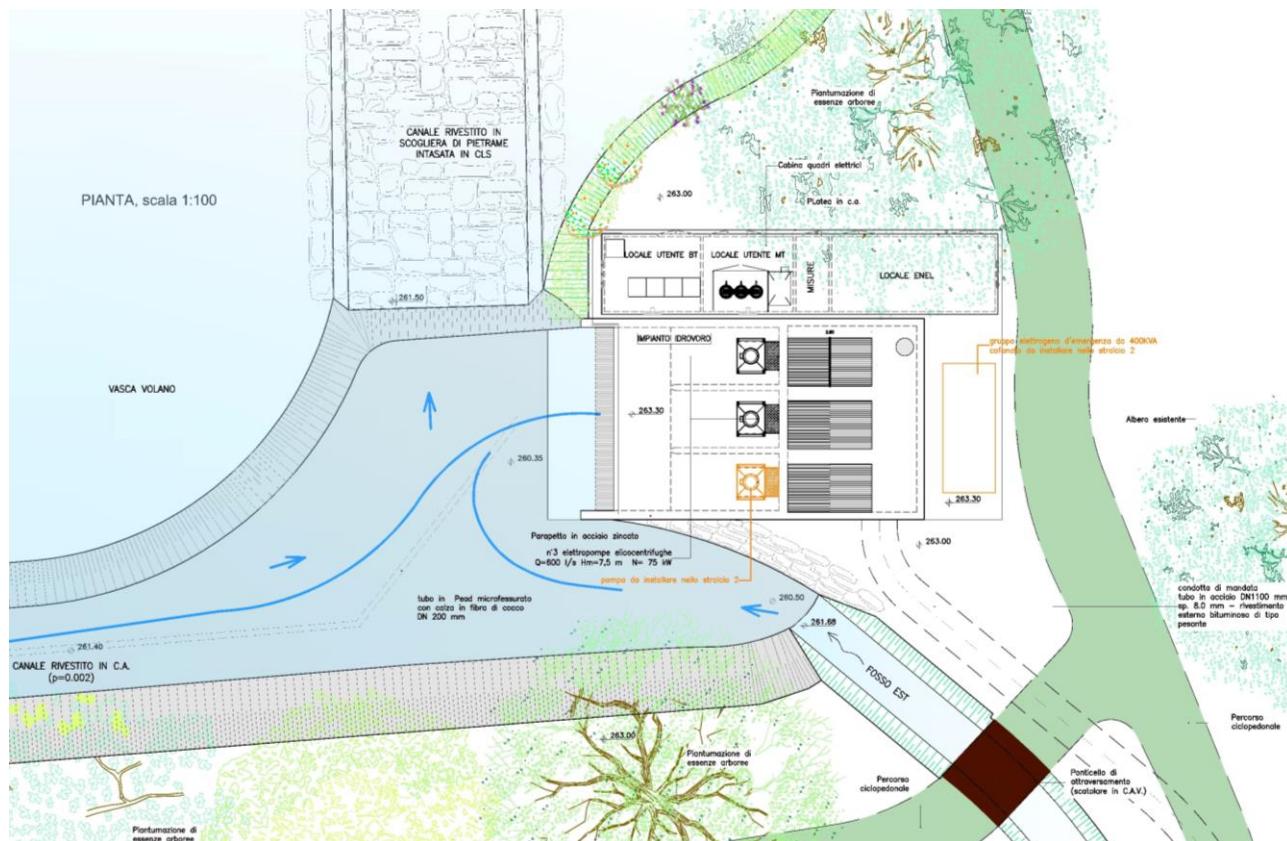 PIANTA, scala 1:100
CANALE RIVESTITO IN
SCOGLIERA DI PIETRAME
INTASATA IN CLS
Piantumazione di
essenze arboree
Cabina quadri elettrici
263.00
PLatea in c.a.
LOCALE UTENTE BT
LOCALE UTENTE MT
MISURE
LOCALE ENEL
261.50
IMPIANTO IDROVORO
gruppo elettrogeno d'emergenza da 400KVA
cofanato da installare nello stralcio 2
VASCA VOLANO
263.30
Albero esistente
260.35
263.30
Parapetto in acciaio zincato
n°3 elettropompe elicocentrifughe
Q=600 l/s Hm=7,5 m N= 75 kW
pompa da installare nello stralcio 2
263.00
tubo in Pead microfessurato
con calza in fibra di cocco
DN 200 mm
260.50
261.68
condotta di mandata
tubo in acciaio DN1100 mm
sp. 8.0 mm - rivestimento
esterno bituminoso di tipo
pesante
261.40
CANALE RIVESTITO IN C.A.
(p=0.002)
FOSSO EST
263.00
Piantumazione di
essenze arboree
Percorso
ciclopedonale
Percorso
ciclopedonale
Ponticello di
attraversamento
(scatolare in C.A.V.)
Piantumazione di
essenze arboree